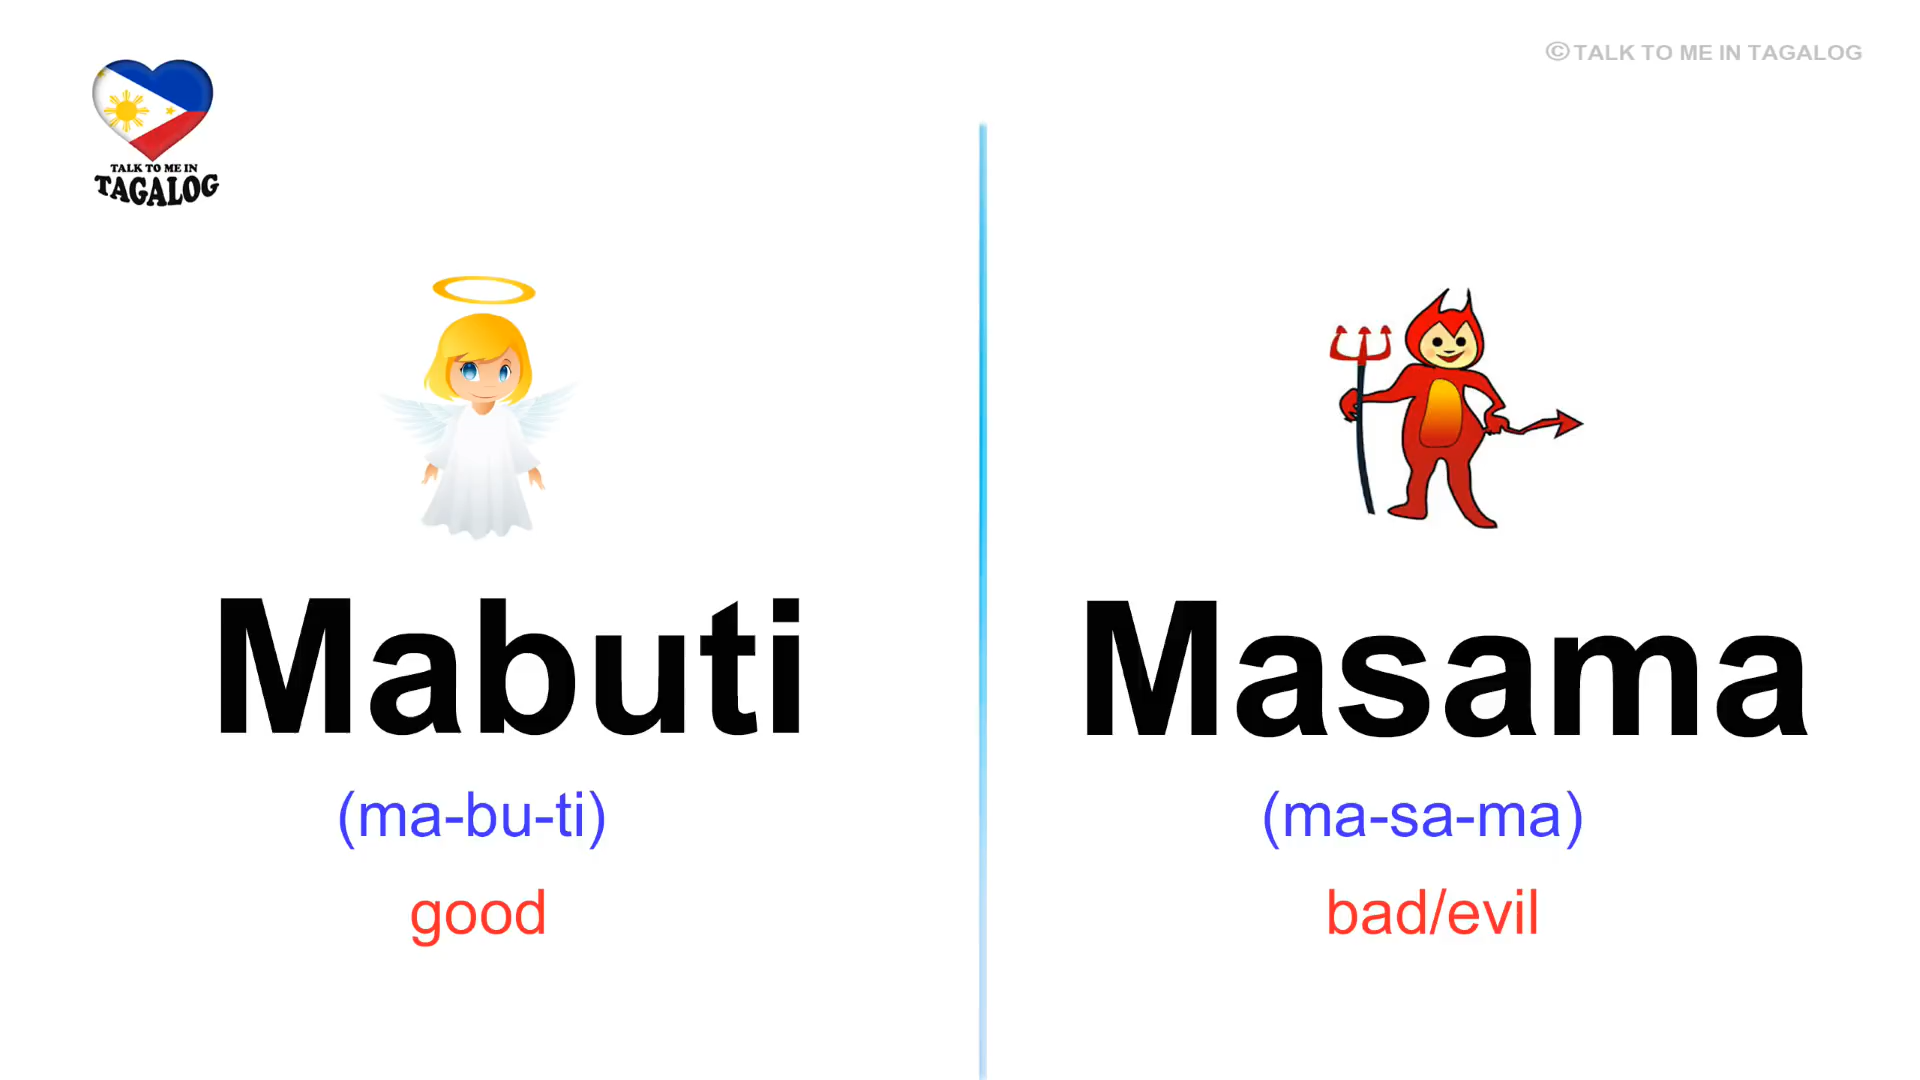 ©TALK TO ME IN TAGALOG
TALK TO ME IN
TAGALOG
Mabuti
(ma-bu-ti)
good
Masama
(ma-sa-ma)
bad/evil